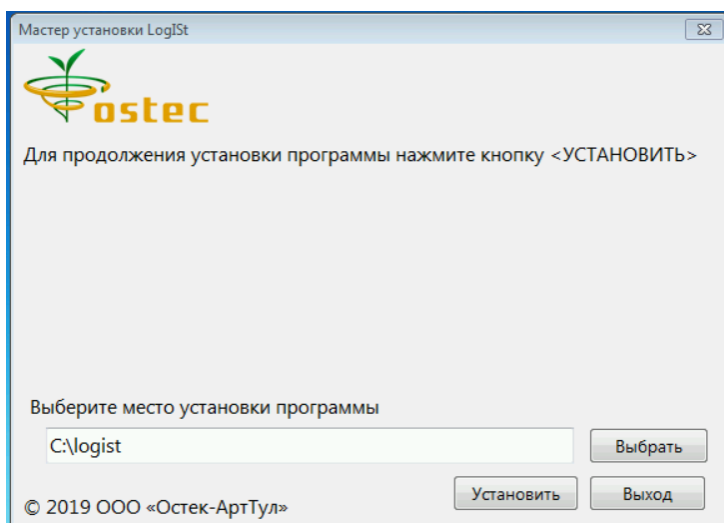 Мастер установки LogISt
ostec
Для продолжения установки программы нажмите кнопку <УСТАНОВИТЬ>
Выберите место установки программы
C:\logist
Выбрать
Установить
Выход
© 2019 ООО «Остек-АртТул»